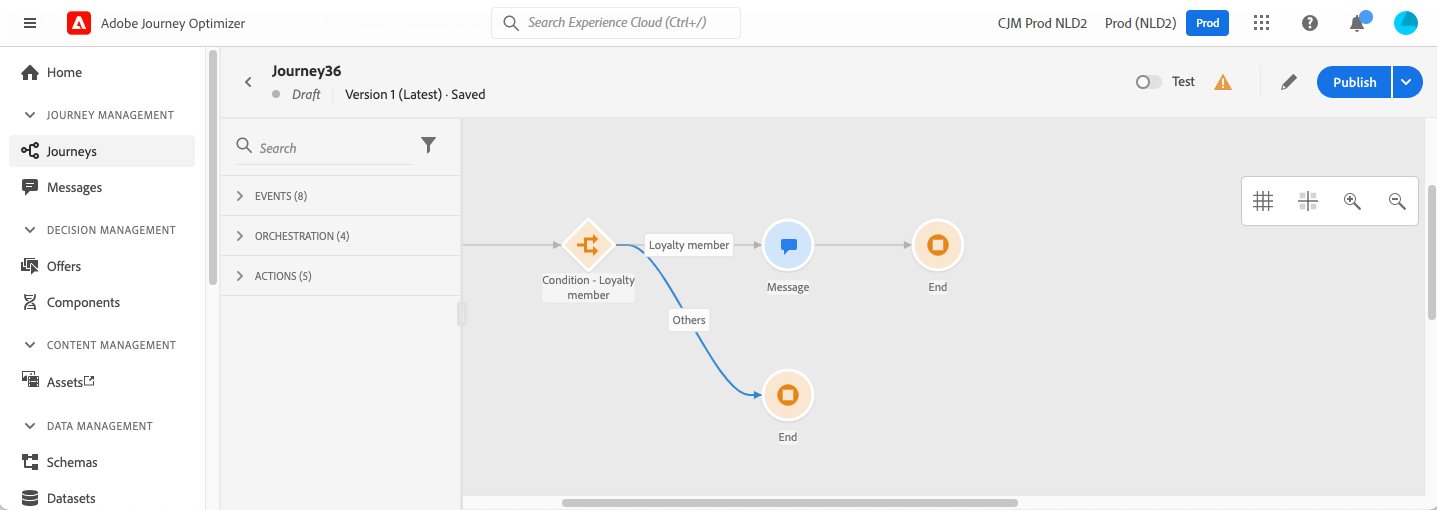 Adobe Journey Optimizer
Search Experience Cloud (Ctrl+/)
CJM Prod NLD2
Prod (NLD2)
Prod
Home
JOURNEY MANAGEMENT
Journeys
Messages
DECISION MANAGEMENT
Offers
Components
CONTENT MANAGEMENT
Assets
DATA MANAGEMENT
Schemas
Datasets
Journey36
Draft
Version 1 (Latest) · Saved
Test
Publish
Search
EVENTS (8)
ORCHESTRATION (4)
ACTIONS (5)
Condition - Loyalty
member
Loyalty member
Others
Message
End
End